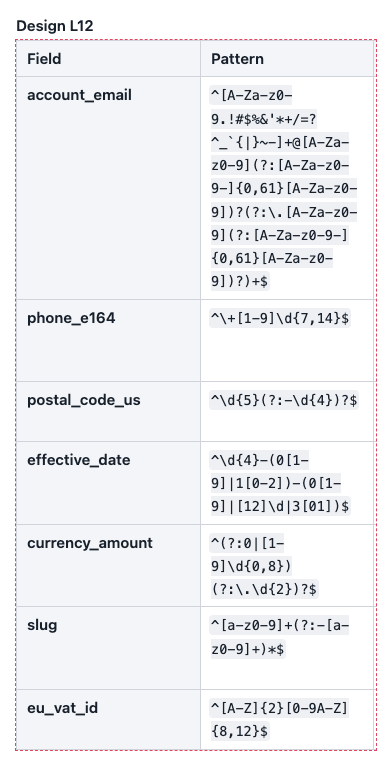 Design L12
Field Pattern
account_email ^[A-Za-z0-
9.!#$%&'*+/=?
^_`{|}~-]+@[A-Za-
z0-9](?:[A-Za-z0-
9-]{0,61}[A-Za-z0-
9])?(?:\.[A-Za-z0-
9](?:[A-Za-z0-9-]
{0,61}[A-Za-z0-
9])?)+$
phone_e164 ^\+[1-9]\d{7,14}$
postal_code_us ^\d{5}(?:-\d{4})?$
effective_date ^\d{4}-(0[1-
9]|1[0-2])-(0[1-
9]|[12]\d|3[01])$
currency_amount ^(?:0|[1-
9]\d{0,8})
(?:\.\d{2})?$
slug ^[a-z0-9]+(?:-[a-
z0-9]+)*$
eu_vat_id ^[A-Z]{2}[0-9A-Z]
{8,12}$